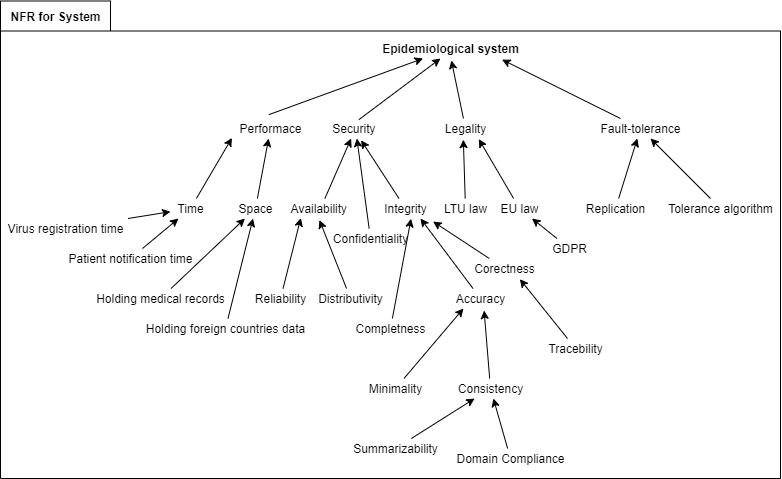 NFR for System
Epidemiological system
Performace
Security
Legality
Fault-tolerance
Time
Space
Availability
Integrity
LTU law
EU law
Replication
Tolerance algorithm
Virus registration time
Confidentiality
GDPR
Patient notification time
Corectness
Holding medical records
Reliability
Distributivity
Accuracy
Holding foreign countries data
Completness
Tracebility
Minimality
Consistency
Summarizability
Domain Compliance